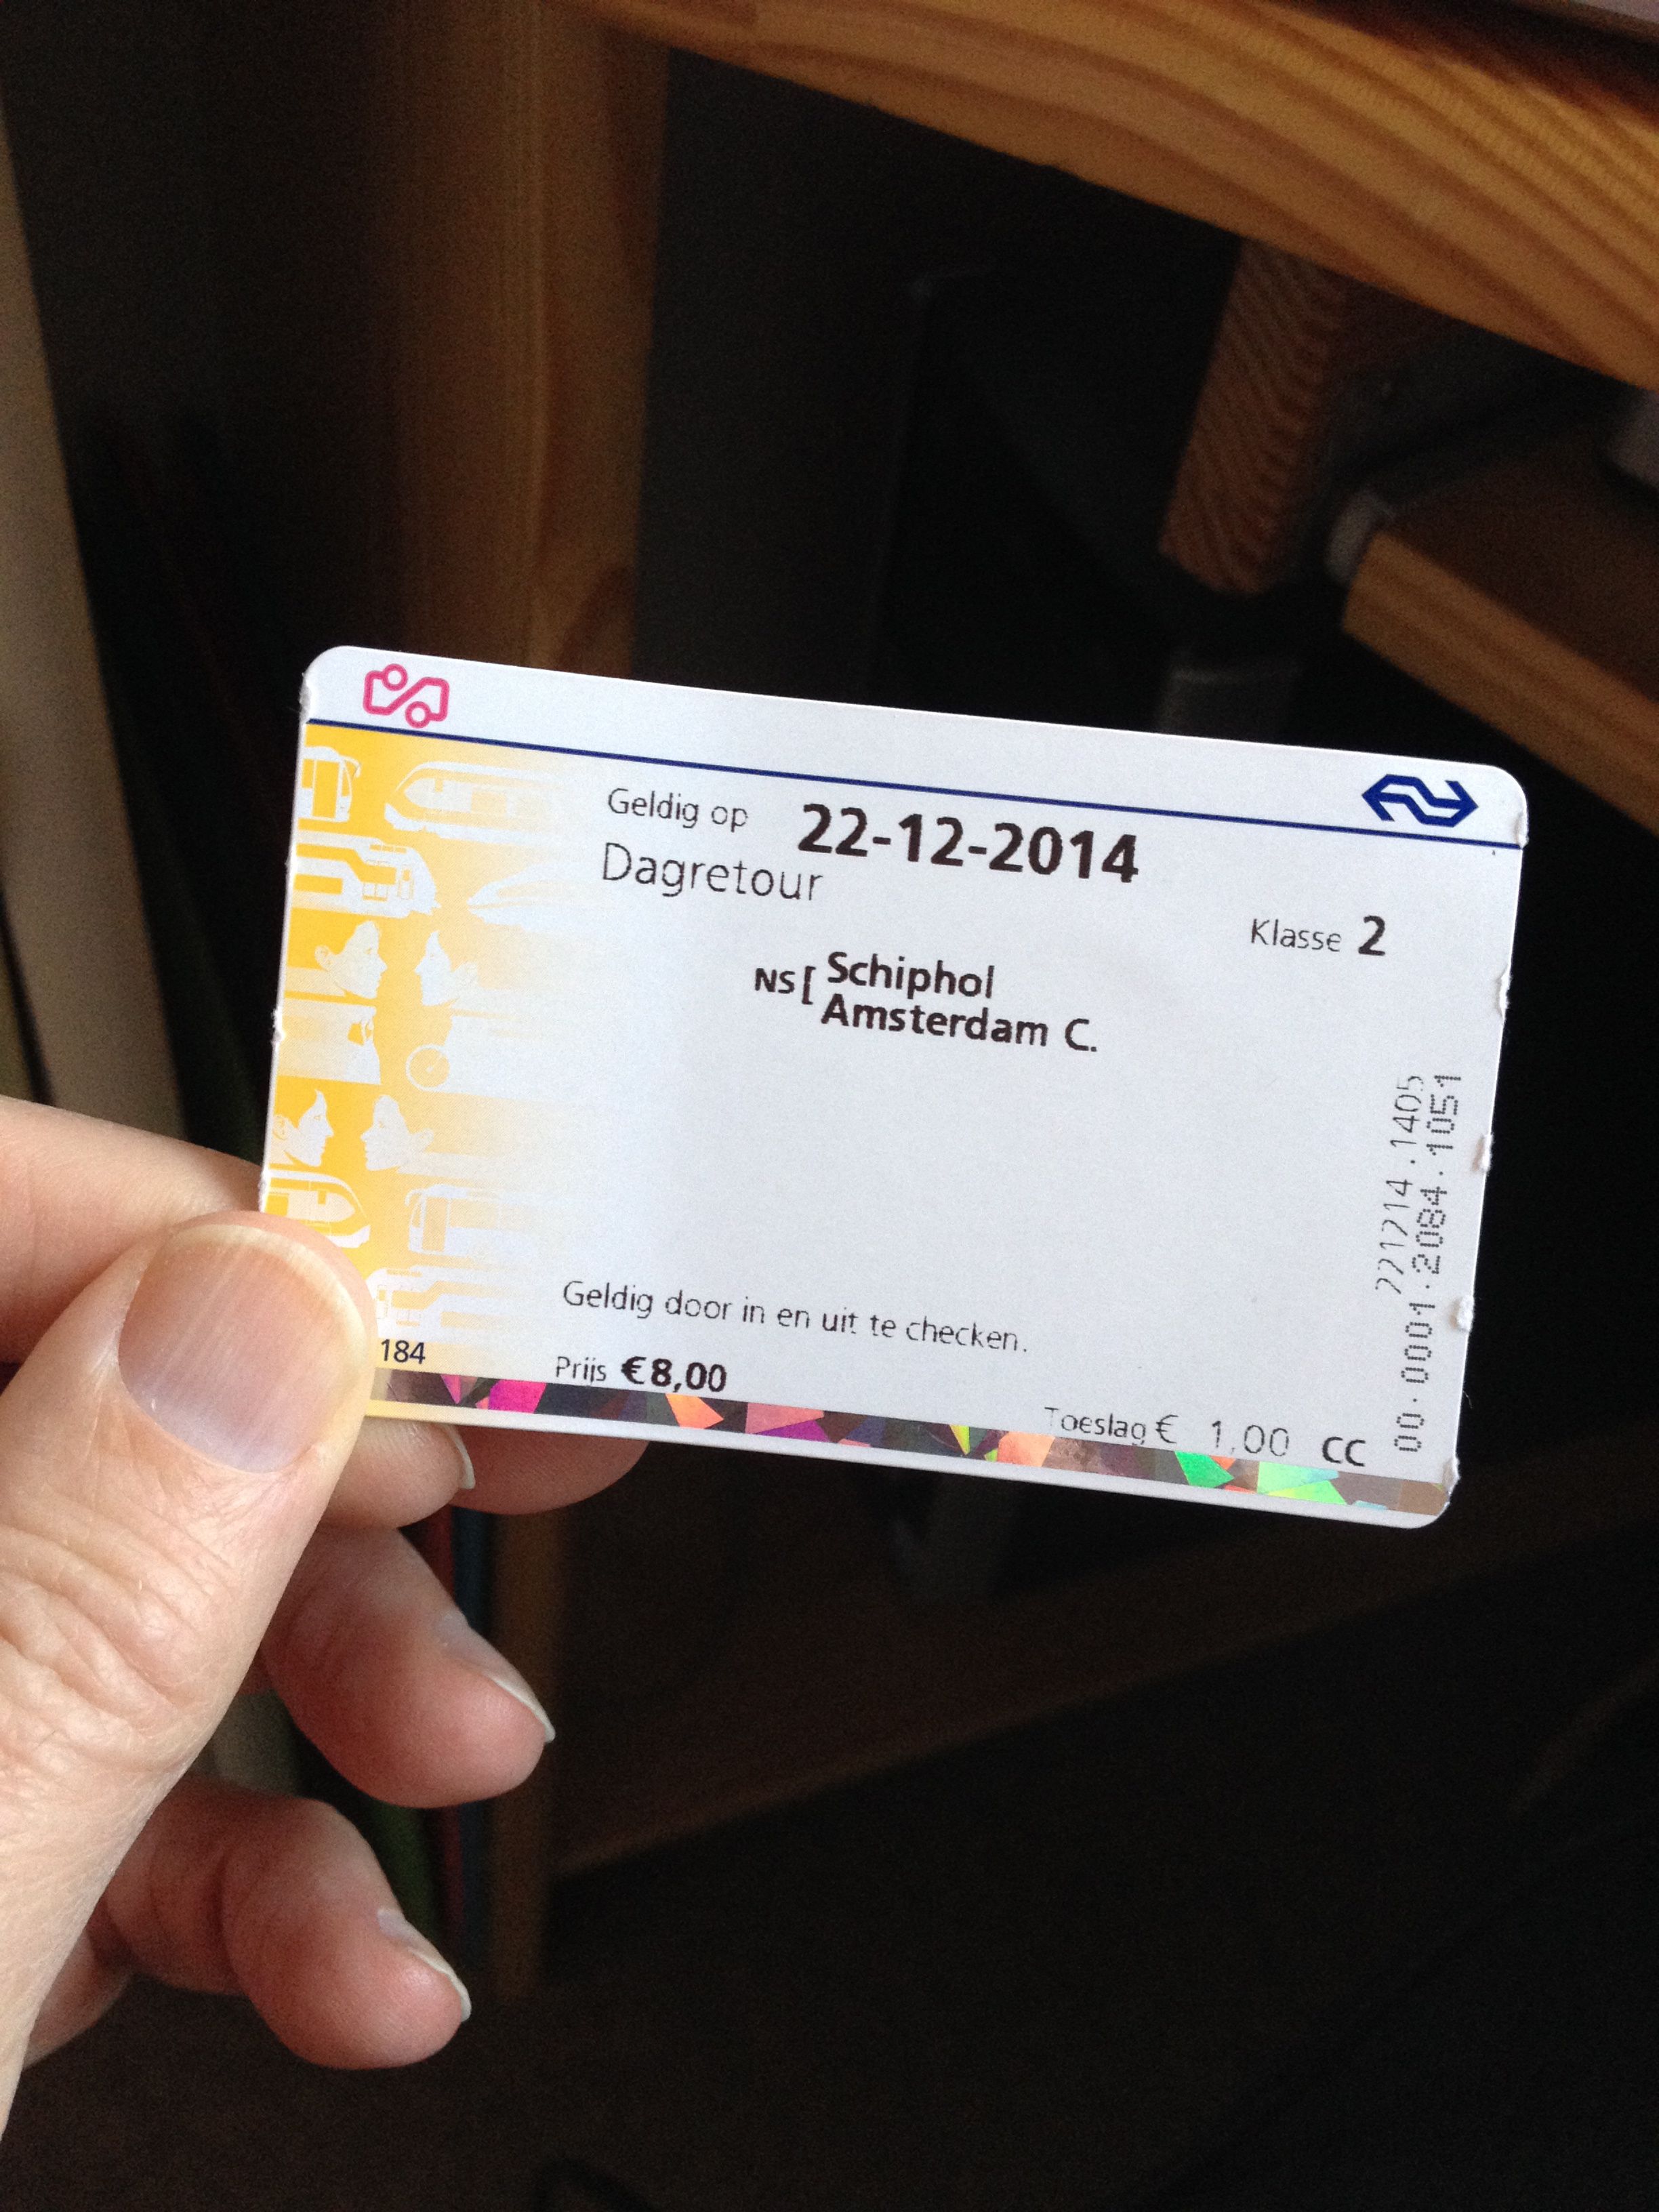 Geldig op 22-12-2014
Dagretour
Klasse 2
NS[ Schiphol
Amsterdam C.
Geldig door in en uit te checken.
184
Prijs €8,00
Toeslag € 1,00 CC
221214.1405
00.0001.2084.1051